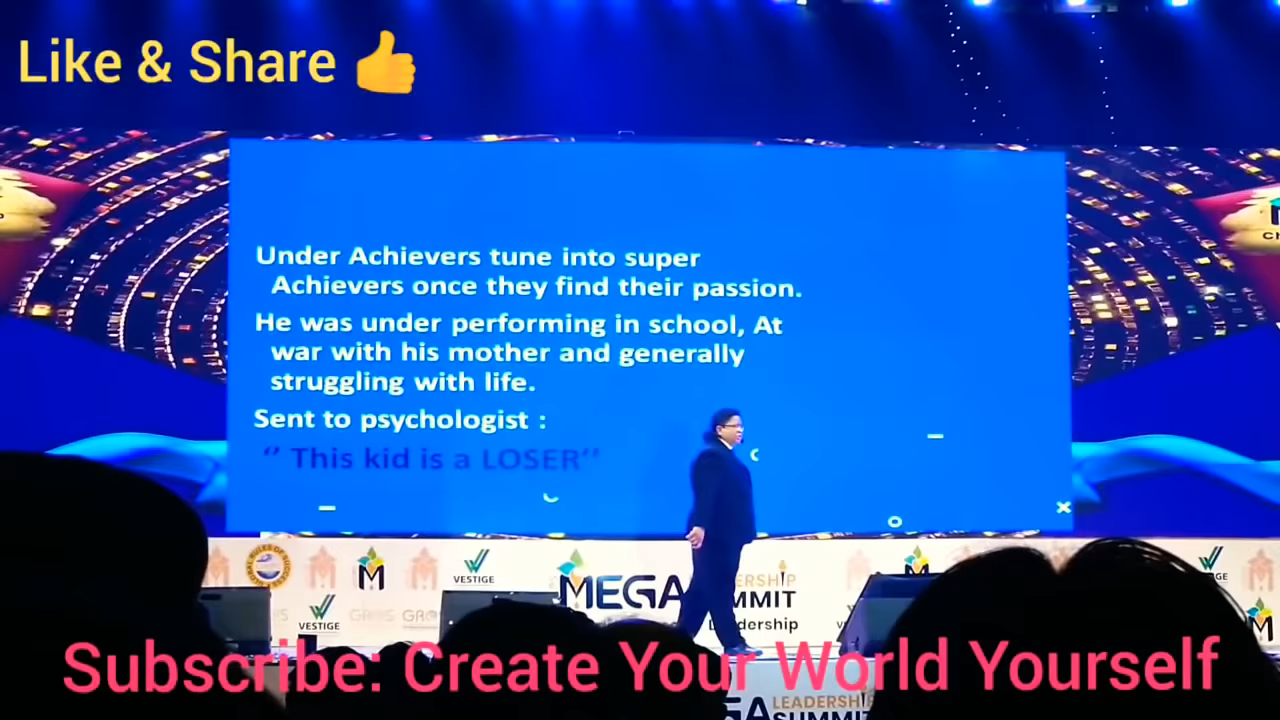 Like & Share 👍
Under Achievers tune into super
Achievers once they find their passion.
He was under performing in school, At
war with his mother and generally
struggling with life.
Sent to psychologist :
‘’ This kid is a LOSER‘’
VESTIGE
MEGA
SUMMIT
VESTIGE
Subscribe: Create Your World Yourself
LEADERSHIP
SUMMIT